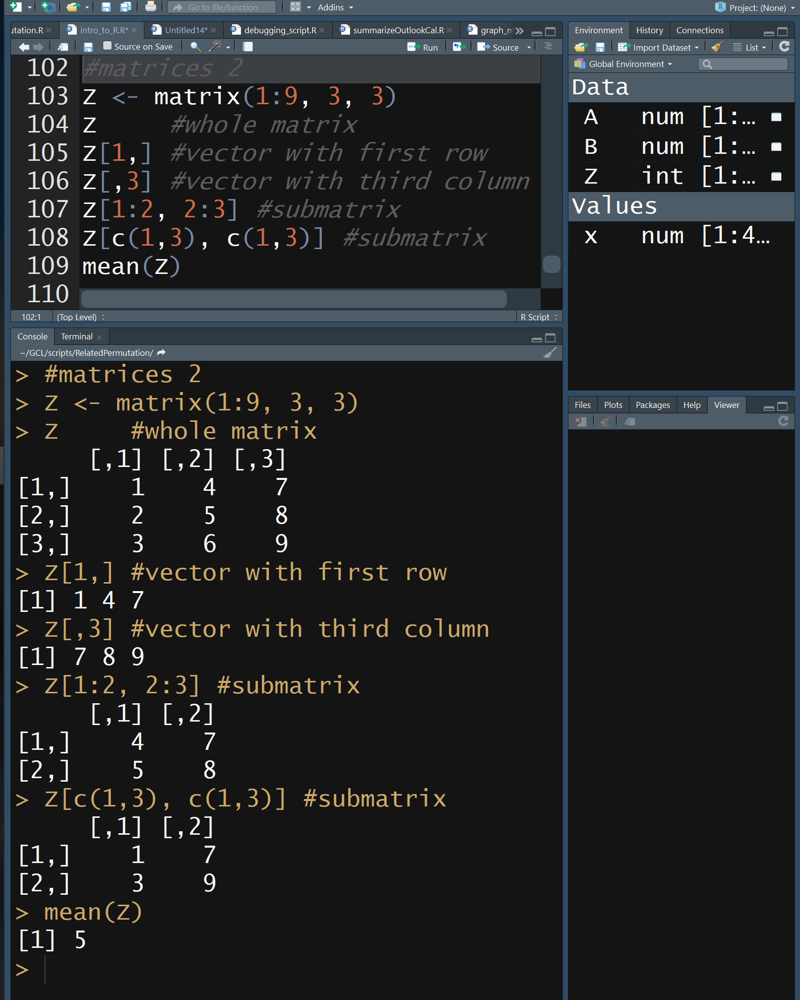 Go to file/function
Addins
Project: (None)
utation.R
intro_to_R.R*
Untitled14*
debugging_script.R
summarizeOutlookCal.R
graph_m
Source on Save
Run
Source
102 #matrices 2
103 Z <- matrix(1:9, 3, 3)
104 Z     #whole matrix
105 Z[1,] #vector with first row
106 Z[,3] #vector with third column
107 Z[1:2, 2:3] #submatrix
108 Z[c(1,3), c(1,3)] #submatrix
109 mean(Z)
110
102:1
(Top Level)
R Script
Console
Terminal
~/GCL/scripts/RelatedPermutation/
> #matrices 2
> Z <- matrix(1:9, 3, 3)
> Z     #whole matrix
     [,1] [,2] [,3]
[1,]    1    4    7
[2,]    2    5    8
[3,]    3    6    9
> Z[1,] #vector with first row
[1] 1 4 7
> Z[,3] #vector with third column
[1] 7 8 9
> Z[1:2, 2:3] #submatrix
     [,1] [,2]
[1,]    4    7
[2,]    5    8
> Z[c(1,3), c(1,3)] #submatrix
     [,1] [,2]
[1,]    1    7
[2,]    3    9
> mean(Z)
[1] 5
>
Environment
History
Connections
Import Dataset
List
Global Environment
Data
A num [1:…
B num [1:…
Z int [1:…
Values
x num [1:4…
Files
Plots
Packages
Help
Viewer